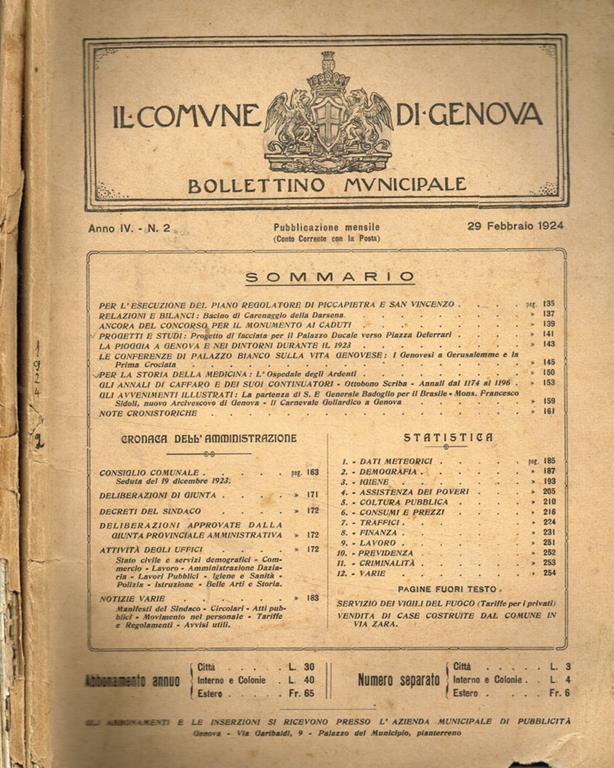 IL·COMVNE DI·GENOVA
BOLLETTINO MVNICIPALE
Anno IV. - N. 2 Pubblicazione mensile 29 Febbraio 1924
(Conto Corrente con la Posta)
SOMMARIO
PER L'ESECUZIONE DEL PIANO REGOLATORE DI PICCAPIETRA E SAN VINCENZO . . . . pag. 135
RELAZIONI E BILANCI: Bacino di Carenaggio della Darsena . . . . » 137
ANCORA DEL CONCORSO PER IL MONUMENTO AI CADUTI . . . . » 139
PROGETTI E STUDI: Progetto di facciata per il Palazzo Ducale verso Piazza Deferrari . . . . » 141
LA PIOGGIA A GENOVA E NEI DINTORNI DURANTE IL 1923 . . . . » 143
LE CONFERENZE DI PALAZZO BIANCO SULLA VITA GENOVESE: I Genovesi a Gerusalemme e la
Prima Crociata . . . . » 145
PER LA STORIA DELLA MEDICINA: L'Ospedale degli Ardenti . . . . » 150
GLI ANNALI DI CAFFARO E DEI SUOI CONTINUATORI - Ottobono Scriba - Annali dal 1174 al 1196 . » 153
GLI AVVENIMENTI ILLUSTRATI: La partenza di S. E Generale Badoglio per il Brasile - Mons. Francesco
Sidoli, nuovo Arcivescovo di Genova - Il Carnevale Goliardico a Genova . . . . » 159
NOTE CRONISTORICHE » 161
CRONACA DELL'AMMINISTRAZIONE
CONSIGLIO COMUNALE . . . . pag. 163
Seduta del 19 dicembre 1923.
DELIBERAZIONI DI GIUNTA . . . . » 171
DECRETI DEL SINDACO . . . . » 172
DELIBERAZIONI APPROVATE DALLA
GIUNTA PROVINCIALE AMMINISTRATIVA » 172
ATTIVITÀ DEGLI UFFICI . . . . » 172
Stato civile e servizi demografici - Com-
mercio - Lavoro - Amministrazione Dazia-
ria - Lavori Pubblici - Igiene e Sanità -
Polizia - Istruzione - Belle Arti e Storia.
NOTIZIE VARIE . . . . » 183
Manifesti del Sindaco - Circolari - Atti pub-
blici - Movimento nel personale - Tariffe
e Regolamenti - Avvisi utili.
STATISTICA
1. - DATI METEORICI . . . . pag. 185
2. - DEMOGRAFIA . . . . » 187
3. - IGIENE . . . . » 193
4. - ASSISTENZA DEI POVERI . . . . » 205
5. - COLTURA PUBBLICA . . . . » 210
6. - CONSUMI E PREZZI . . . . » 216
7. - TRAFFICI . . . . » 224
8. - FINANZA . . . . » 231
9. - LAVORO . . . . » 251
10. - PREVIDENZA . . . . » 252
11. - CRIMINALITÀ . . . . » 253
12. - VARIE . . . . » 254
PAGINE FUORI TESTO
SERVIZIO DEI VIGILI DEL FUOCO (Tariffe per i privati)
VENDITA DI CASE COSTRUITE DAL COMUNE IN
VIA ZARA.
Abbonamento annuo
Città . . . . L. 30
Interno e Colonie . L. 40
Estero . . . . Fr. 65
Numero separato
Città . . . . L. 3
Interno e Colonie . L. 4
Estero . . . . Fr. 6
GLI ABBONAMENTI E LE INSERZIONI SI RICEVONO PRESSO L'AZIENDA MUNICIPALE DI PUBBLICITÀ
Genova - Via Garibaldi, 9 - Palazzo del Municipio, pianterreno
1924
2